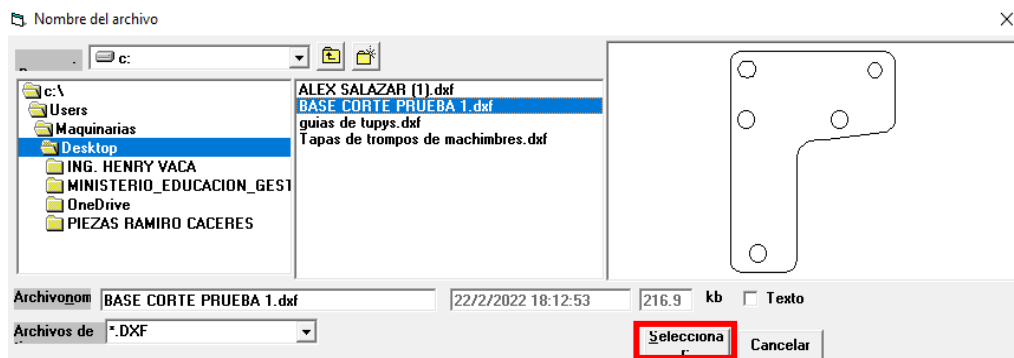 Nombre del archivo
c:
c:\
Users
Maquinarias
Desktop
ING. HENRY VACA
MINISTERIO_EDUCACION_GEST
OneDrive
PIEZAS RAMIRO CACERES
ALEX SALAZAR (1).dxf
BASE CORTE PRUEBA 1.dxf
guias de tupys.dxf
Tapas de trompos de machimbres.dxf
Archivonom BASE CORTE PRUEBA 1.dxf 22/2/2022 18:12:53 216.9 kb Texto
Archivos de *.DXF Selecciona Cancelar